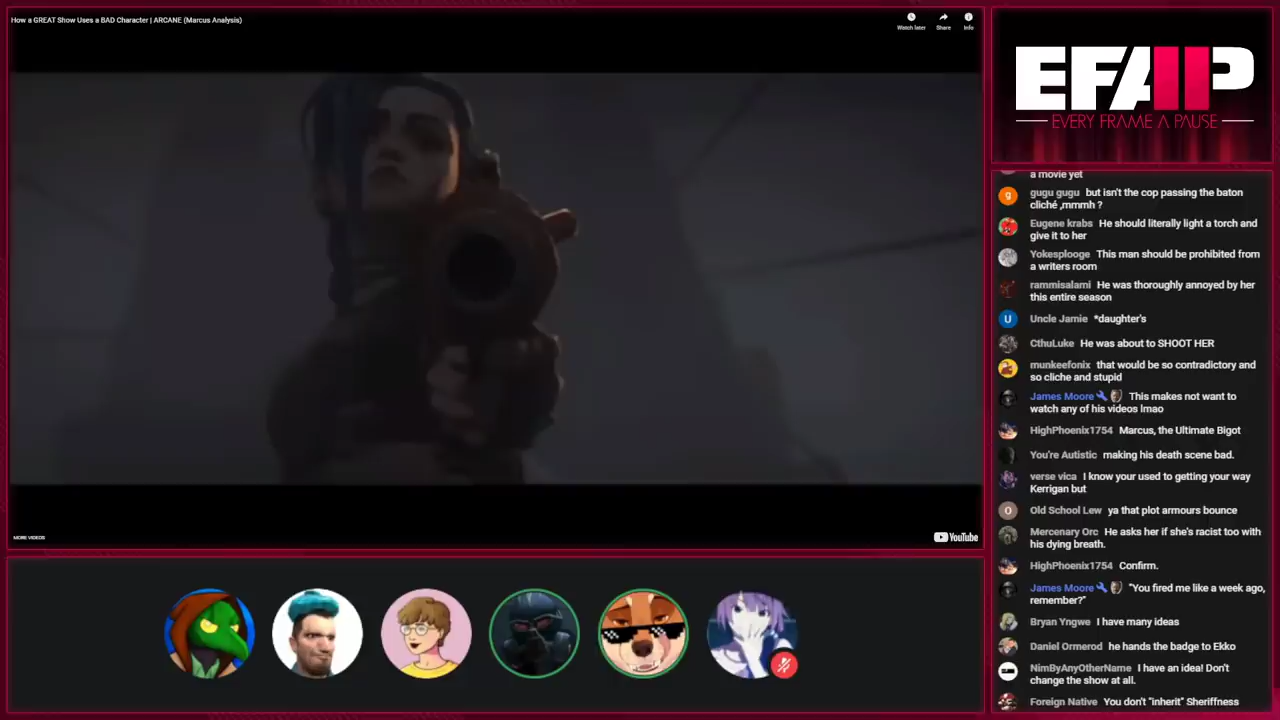 How a GREAT Show Uses a BAD Character | ARCANE (Marcus Analysis)
Watch later
Share
Info
MORE VIDEOS
YouTube
EFAP
EVERY FRAME A PAUSE
a movie yet
gugu gugu but isn't the cop passing the baton
cliché ,mmmh ?
Eugene krabs He should literally light a torch and
give it to her
Yokesplooge This man should be prohibited from
a writers room
rammisalami He was thoroughly annoyed by her
this entire season
U
Uncle Jamie *daughter's
CthuLuke He was about to SHOOT HER
munkeefonix that would be so contradictory and
so cliche and stupid
James Moore This makes not want to
watch any of his videos lmao
HighPhoenix1754 Marcus, the Ultimate Bigot
You're Autistic making his death scene bad.
verse vica I know your used to getting your way
Kerrigan but
O
Old School Lew ya that plot armours bounce
Mercenary Orc He asks her if she's racist too with
his dying breath.
HighPhoenix1754 Confirm.
James Moore "You fired me like a week ago,
remember?"
Bryan Yngwe I have many ideas
Daniel Ormerod he hands the badge to Ekko
NimByAnyOtherName I have an idea! Don't
change the show at all.
Foreign Native You don't "inherit" Sheriffness